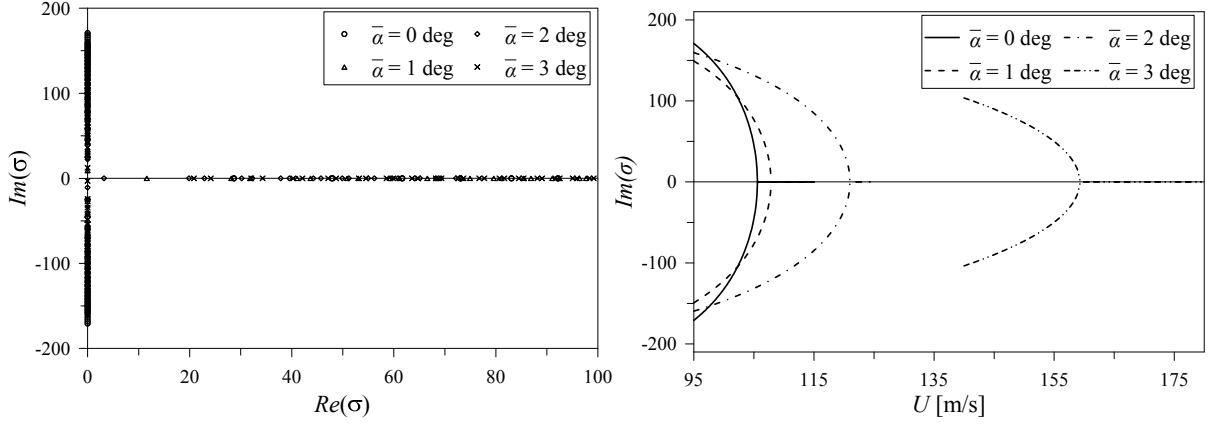 200
100
0
-100
-200
Im(σ)
α̅ = 0 deg
α̅ = 2 deg
α̅ = 1 deg
α̅ = 3 deg
0
20
40
60
80
100
Re(σ)
200
100
0
-100
-200
Im(σ)
α̅ = 0 deg
α̅ = 2 deg
α̅ = 1 deg
α̅ = 3 deg
95
115
135
155
175
U [m/s]